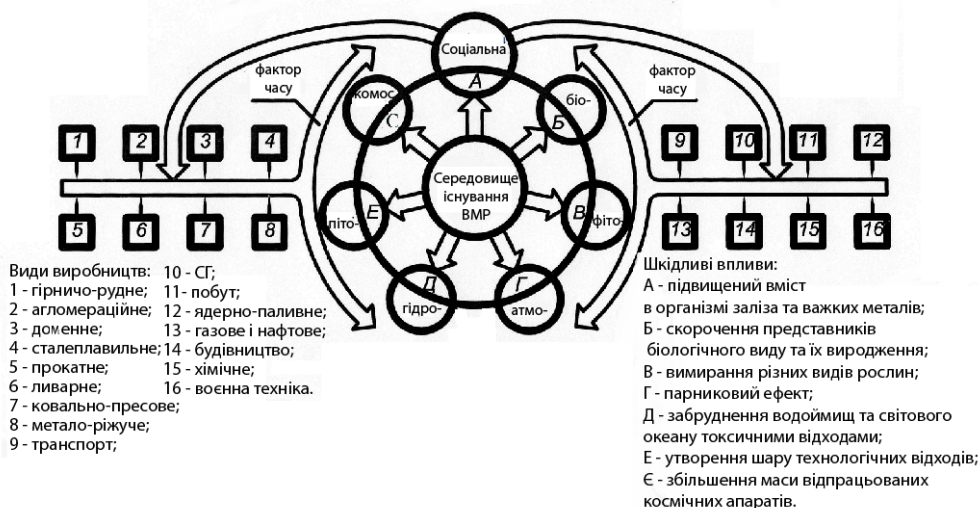 Соціальна
А
фактор
часу
фактор
часу
комос
С
біо-
Б
1
2
3
4
9
10
11
12
Середовище
існування
ВМР
Е
літо-
В
фіто-
5
6
7
8
13
14
15
16
Д
гідро-
Г
атмо-
Види виробництв:
1 - гірничо-рудне;
2 - агломераційне;
3 - доменне;
4 - сталеплавильне;
5 - прокатне;
6 - ливарне;
7 - ковально-пресове;
8 - метало-ріжуче;
9 - транспорт;
10 - СГ;
11- побут;
12 - ядерно-паливне;
13 - газове і нафтове;
14 - будівництво;
15 - хімічне;
16 - воєнна техніка.
Шкідливі впливи:
А - підвищений вміст
в організмі заліза та важких металів;
Б - скорочення представників
біологічного виду та їх виродження;
В - вимирання різних видів рослин;
Г - парниковий ефект;
Д - забруднення водоймищ та світового
океану токсичними відходами;
Е - утворення шару технологічних відходів;
Є - збільшення маси відпрацьованих
космічних апаратів.